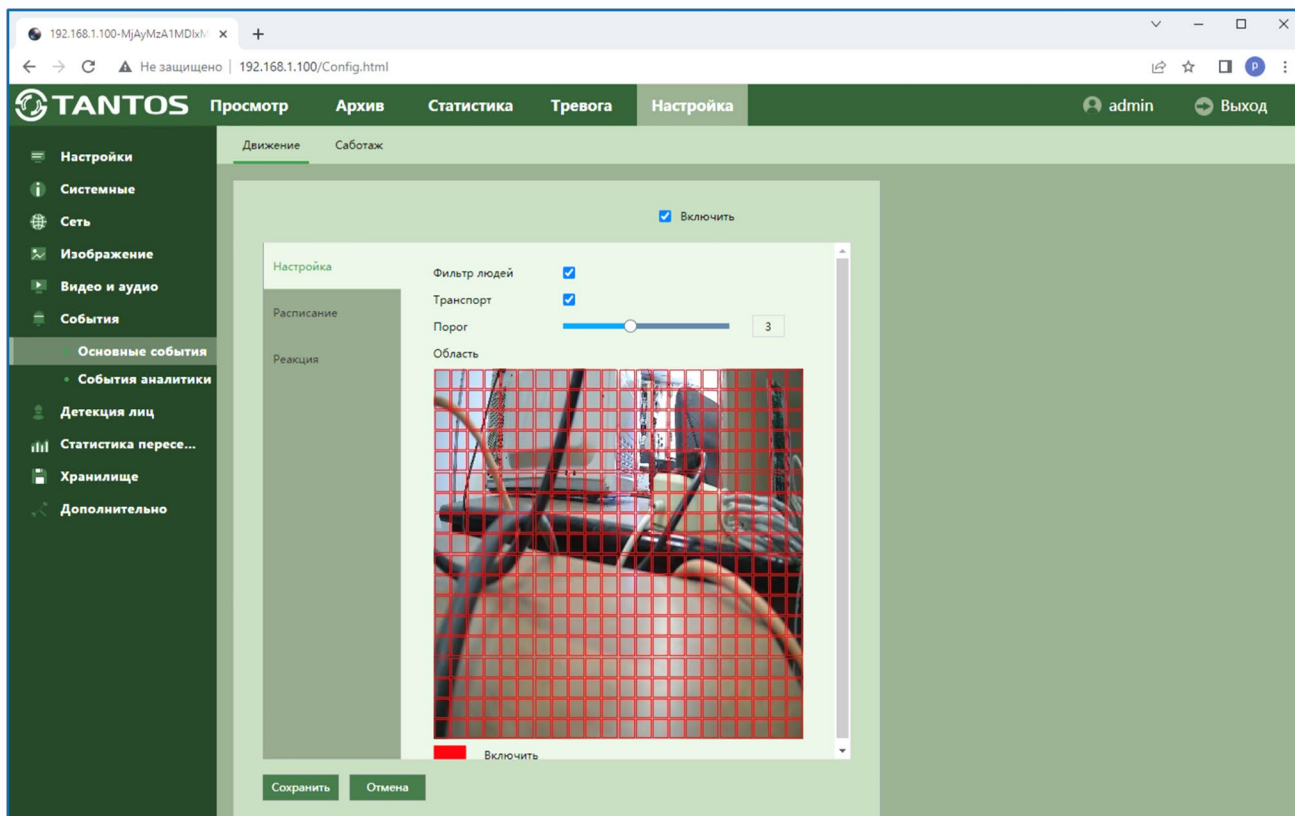 192.168.1.100-MjAyMzA1MDIxM
Не защищено 192.168.1.100/Config.html
P
TANTOS Просмотр Архив Статистика Тревога Настройка admin Выход
Движение Саботаж
Настройки
Системные
Сеть
Изображение
Видео и аудио
События
Основные события
События аналитики
Детекция лиц
Статистика пересе...
Хранилище
Дополнительно
Включить
Настройка
Расписание
Реакция
Фильтр людей
Транспорт
Порог 3
Область
Включить
Сохранить Отмена